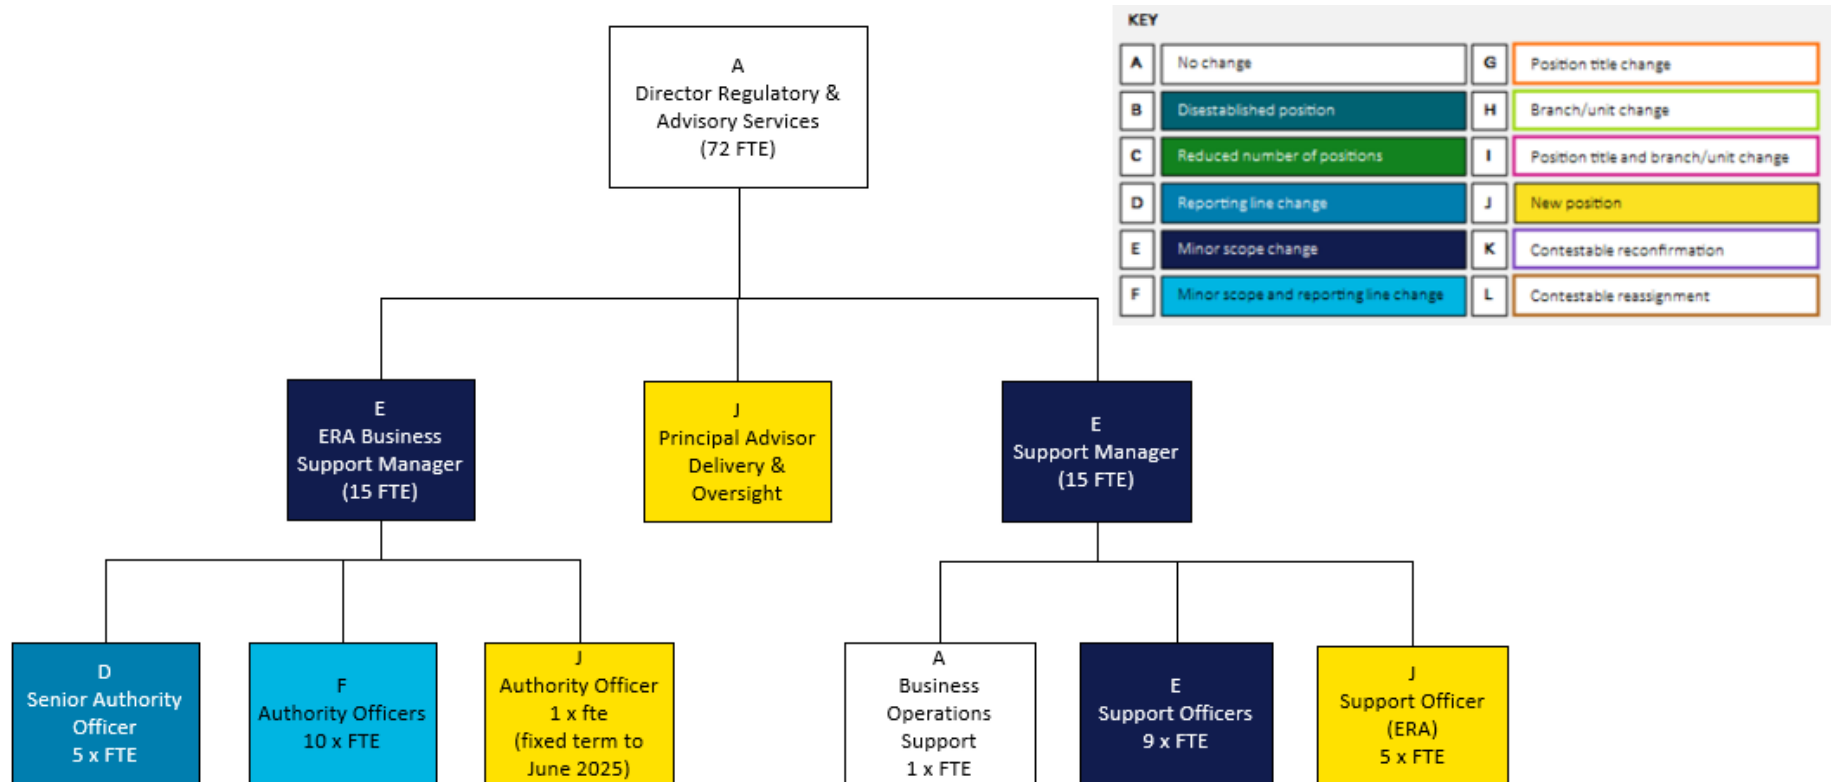 KEY
A No change
G Position title change
B Disestablished position
H Branch/unit change
C Reduced number of positions
I Position title and branch/unit change
D Reporting line change
J New position
E Minor scope change
K Contestable reconfirmation
F Minor scope and reporting line change
L Contestable reassignment
A
Director Regulatory &
Advisory Services
(72 FTE)
E
ERA Business
Support Manager
(15 FTE)
J
Principal Advisor
Delivery &
Oversight
E
Support Manager
(15 FTE)
D
Senior Authority
Officer
5 x FTE
F
Authority Officers
10 x FTE
J
Authority Officer
1 x fte
(fixed term to
June 2025)
A
Business
Operations
Support
1 x FTE
E
Support Officers
9 x FTE
J
Support Officer
(ERA)
5 x FTE